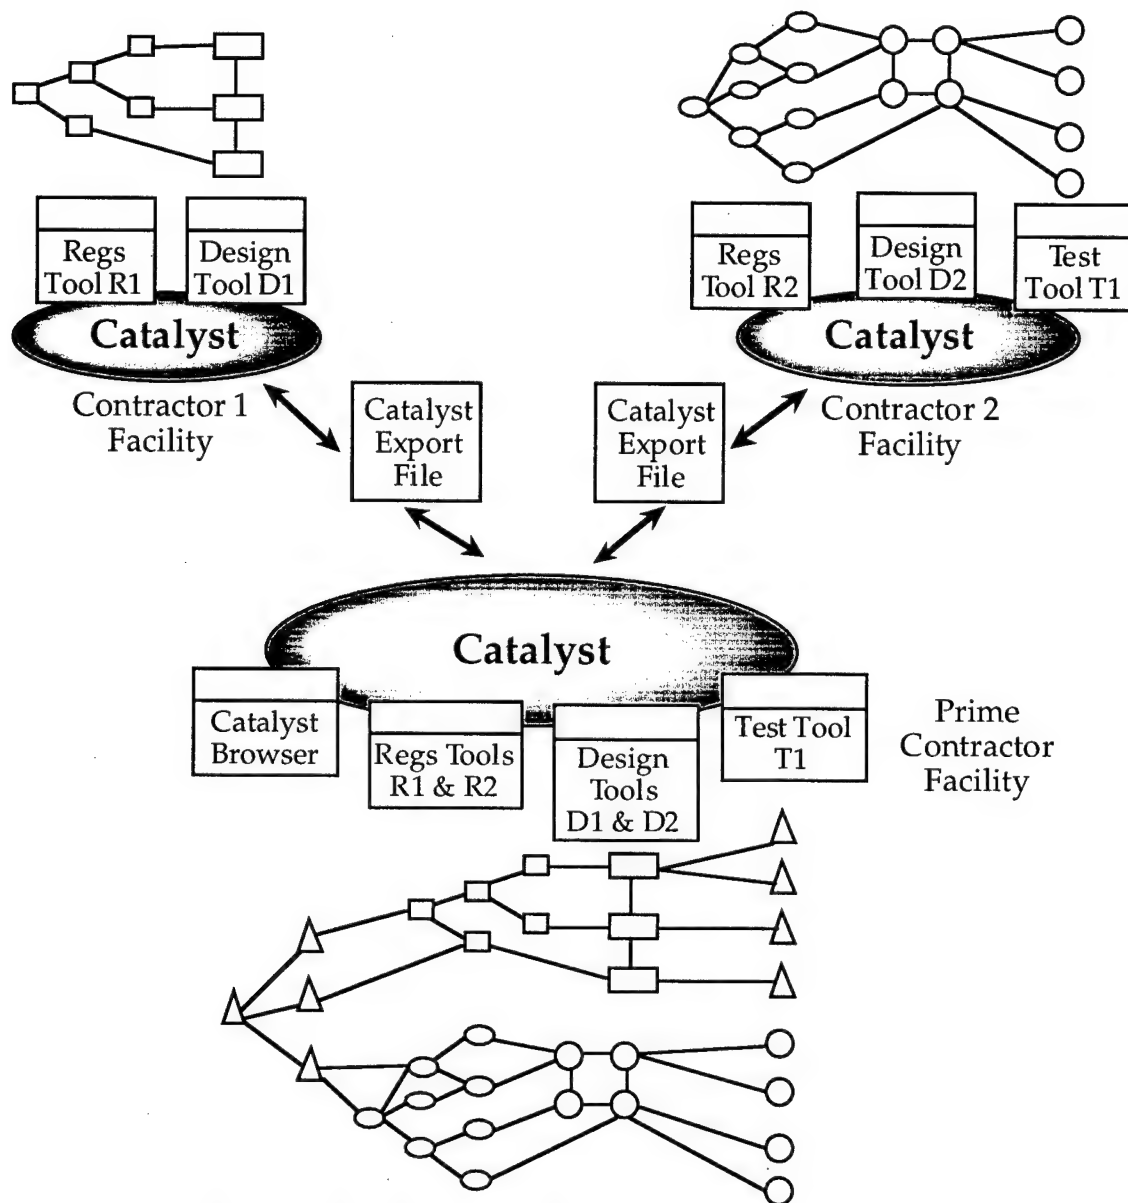 Regs
Tool R1
Design
Tool D1
Catalyst
Contractor 1
Facility
Regs
Tool R2
Design
Tool D2
Test
Tool T1
Catalyst
Contractor 2
Facility
Catalyst
Export
File
Catalyst
Export
File
Catalyst
Catalyst
Browser
Regs Tools
R1 & R2
Design
Tools
D1 & D2
Test Tool
T1
Prime
Contractor
Facility